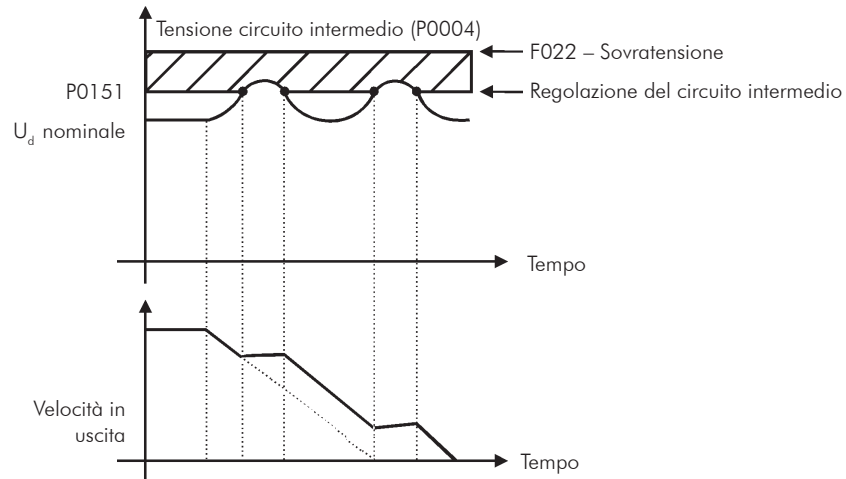 Tensione circuito intermedio (P0004)
F022 – Sovratensione
P0151
Regolazione del circuito intermedio
Ud nominale
Tempo
Velocità in
uscita
Tempo